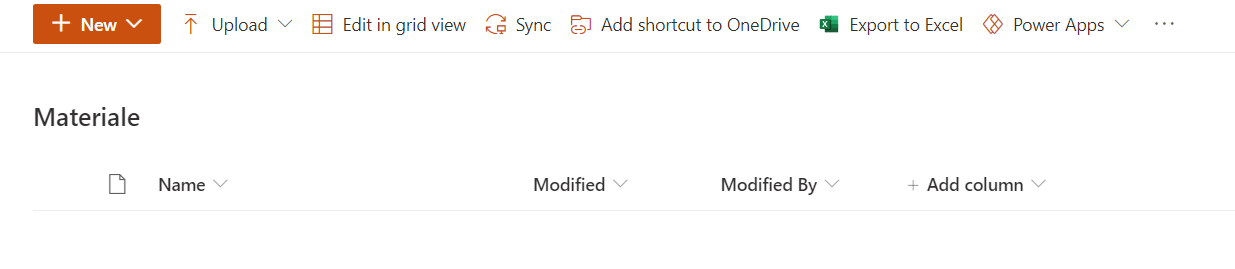 + New Upload Edit in grid view Sync Add shortcut to OneDrive Export to Excel Power Apps ...
Materiale
Name Modified Modified By + Add column